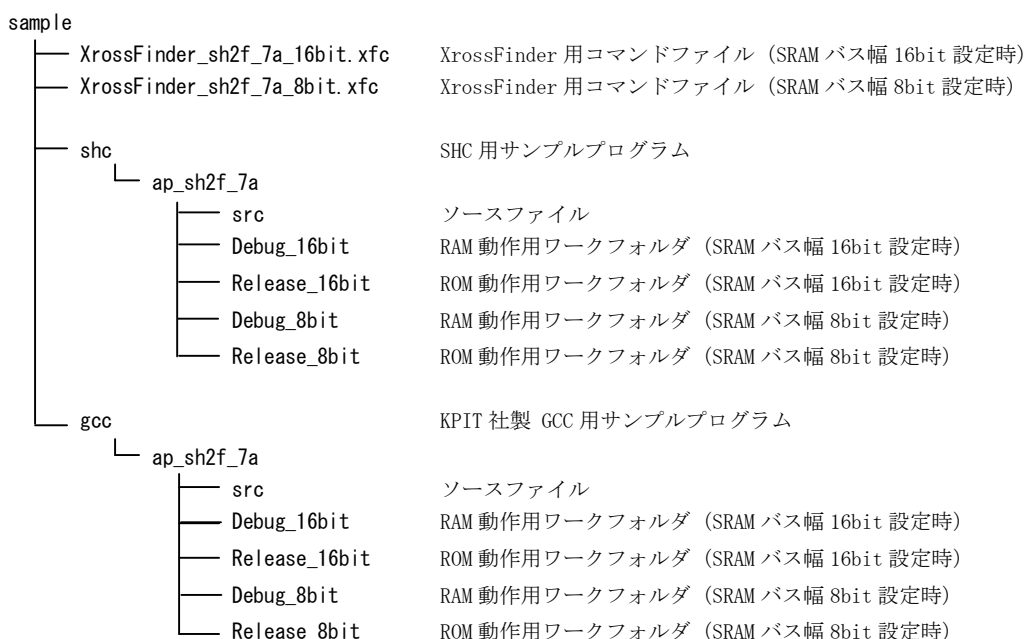 sample
XrossFinder_sh2f_7a_16bit.xfc XrossFinder 用コマンドファイル (SRAM バス幅 16bit 設定時)
XrossFinder_sh2f_7a_8bit.xfc XrossFinder 用コマンドファイル (SRAM バス幅 8bit 設定時)
shc SHC 用サンプルプログラム
ap_sh2f_7a
src ソースファイル
Debug_16bit RAM 動作用ワークフォルダ (SRAM バス幅 16bit 設定時)
Release_16bit ROM 動作用ワークフォルダ (SRAM バス幅 16bit 設定時)
Debug_8bit RAM 動作用ワークフォルダ (SRAM バス幅 8bit 設定時)
Release_8bit ROM 動作用ワークフォルダ (SRAM バス幅 8bit 設定時)
gcc KPIT 社製 GCC 用サンプルプログラム
ap_sh2f_7a
src ソースファイル
Debug_16bit RAM 動作用ワークフォルダ (SRAM バス幅 16bit 設定時)
Release_16bit ROM 動作用ワークフォルダ (SRAM バス幅 16bit 設定時)
Debug_8bit RAM 動作用ワークフォルダ (SRAM バス幅 8bit 設定時)
Release_8bit ROM 動作用ワークフォルダ (SRAM バス幅 8bit 設定時)